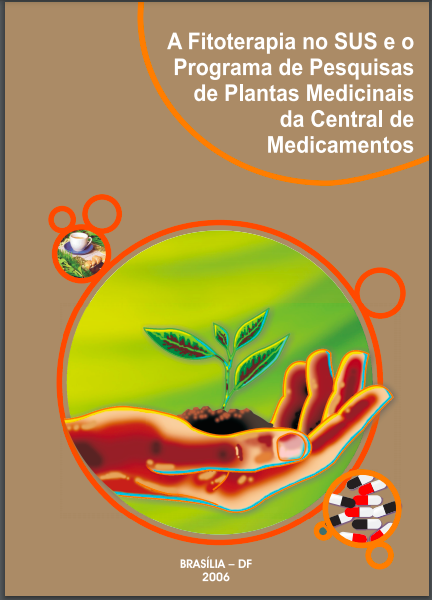 A Fitoterapia no SUS e o
Programa de Pesquisas
de Plantas Medicinais
da Central de
Medicamentos
BRASÍLIA – DF
2006